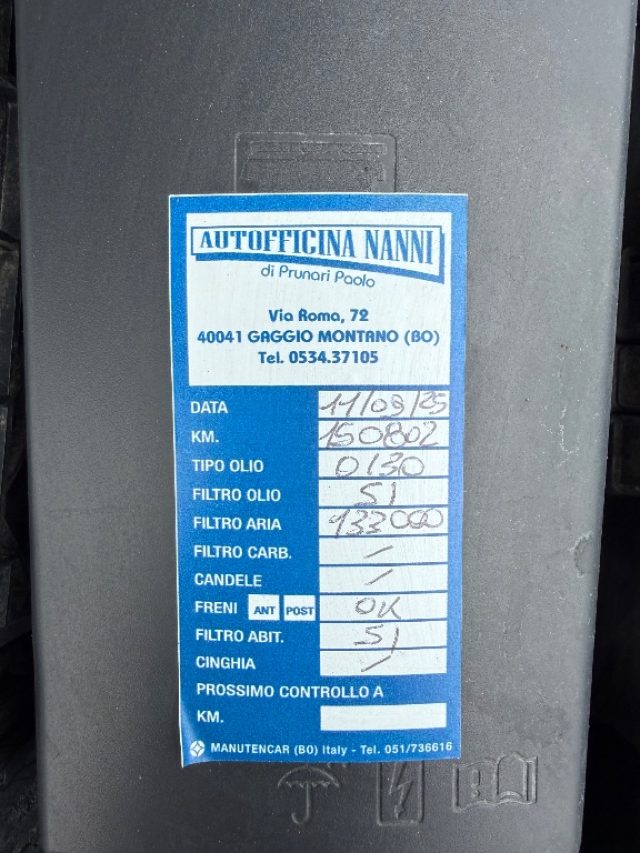 AUTOFFICINA NANNI
di Prunari Paolo
Via Roma, 72
40041 GAGGIO MONTANO (BO)
Tel. 0534.37105
DATA 11/09/25
KM. 150802
TIPO OLIO 0/30
FILTRO OLIO SI
FILTRO ARIA 133000
FILTRO CARB. /
CANDELE /
FRENI ANT POST OK
FILTRO ABIT. SI
CINGHIA /
PROSSIMO CONTROLLO A
KM.
MANUTENCAR (BO) Italy - Tel. 051/736616